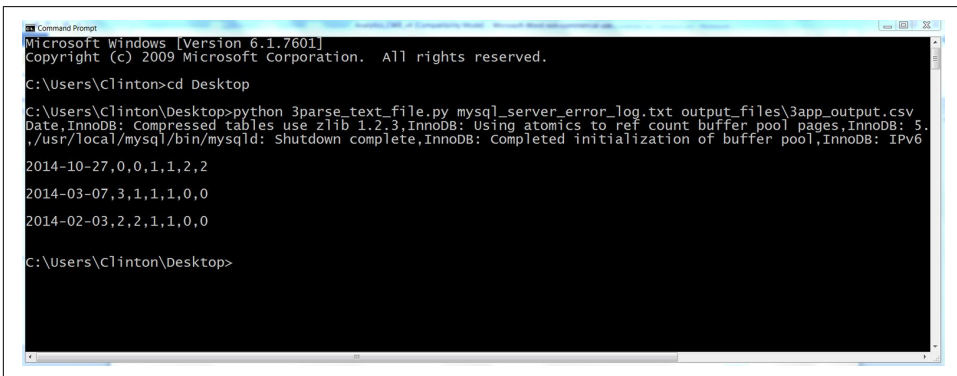 Command Prompt
Microsoft Windows [Version 6.1.7601]
Copyright (c) 2009 Microsoft Corporation.  All rights reserved.
C:\Users\Clinton>cd Desktop
C:\Users\Clinton\Desktop>python 3parse_text_file.py mysql_server_error_log.txt output_files\3app_output.csv
Date,InnoDB: Compressed tables use zlib 1.2.3,InnoDB: Using atomics to ref count buffer pool pages,InnoDB: 5.
,/usr/local/mysql/bin/mysqld: Shutdown complete,InnoDB: Completed initialization of buffer pool,InnoDB: IPv6
2014-10-27,0,0,1,1,2,2
2014-03-07,3,1,1,1,0,0
2014-02-03,2,2,1,1,0,0
C:\Users\Clinton\Desktop>